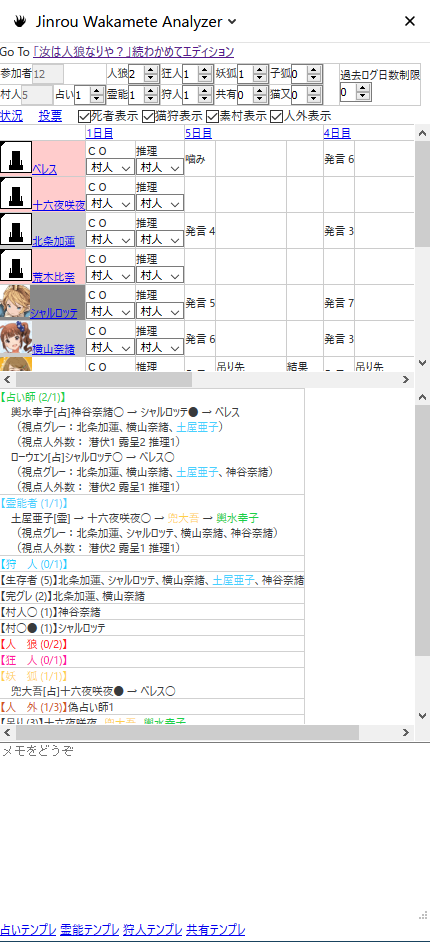 Jinrou Wakamete Analyzer
Go To 「汝は人狼なりや？」続わかめてエディション
参加者 12 人狼 2 狂人 1 妖狐 1 子狐 0 過去ログ日数制限
村人 5 占い 1 霊能 1 狩人 1 共有 0 猫又 0 0
状況 投票 死者表示 猫狩表示 素村表示 人外表示
1日目 5日目 4日目
ベレス ＣＯ 推理 噛み 発言 6
村人 村人
十六夜咲夜 ＣＯ 推理
村人 村人
北条加蓮 ＣＯ 推理 発言 4 発言 3
村人 村人
荒木比奈 ＣＯ 推理
村人 村人
シャルロッテ ＣＯ 推理 発言 5 発言 7
村人 村人
横山奈緒 ＣＯ 推理 発言 6 発言 3
村人 村人
ＣＯ 推理 吊り先 結果 吊り先
【占い師 (2/1)】
輿水幸子[占]神谷奈緒○ → シャルロッテ● → ベレス
（視点グレー：北条加蓮、横山奈緒、土屋亜子）
（視点人外数： 潜伏1 露呈2 推理1）
ローウェン[占]シャルロッテ○ → ベレス○
（視点グレー：北条加蓮、横山奈緒、土屋亜子、神谷奈緒）
（視点人外数： 潜伏2 露呈1 推理1）
【霊能者 (1/1)】
土屋亜子[霊] → 十六夜咲夜○ → 兜大吾 → 輿水幸子
（視点グレー：北条加蓮、シャルロッテ、横山奈緒、神谷奈緒）
（視点人外数： 潜伏2 露呈1 推理1）
【狩　人 (0/1)】
【生存者 (5)】北条加蓮、シャルロッテ、横山奈緒、土屋亜子、神谷奈緒
【完グレ (2)】北条加蓮、横山奈緒
【村人○ (1)】神谷奈緒
【村○● (1)】シャルロッテ
【人　狼 (0/2)】
【狂　人 (0/1)】
【妖　狐 (1/1)】
兜大吾[占]十六夜咲夜● → ベレス○
【人　外 (1/3)】偽占い師1
【吊り(3)】十六夜咲夜、兜大吾、輿水幸子
メモをどうぞ
占いテンプレ 霊能テンプレ 狩人テンプレ 共有テンプレ